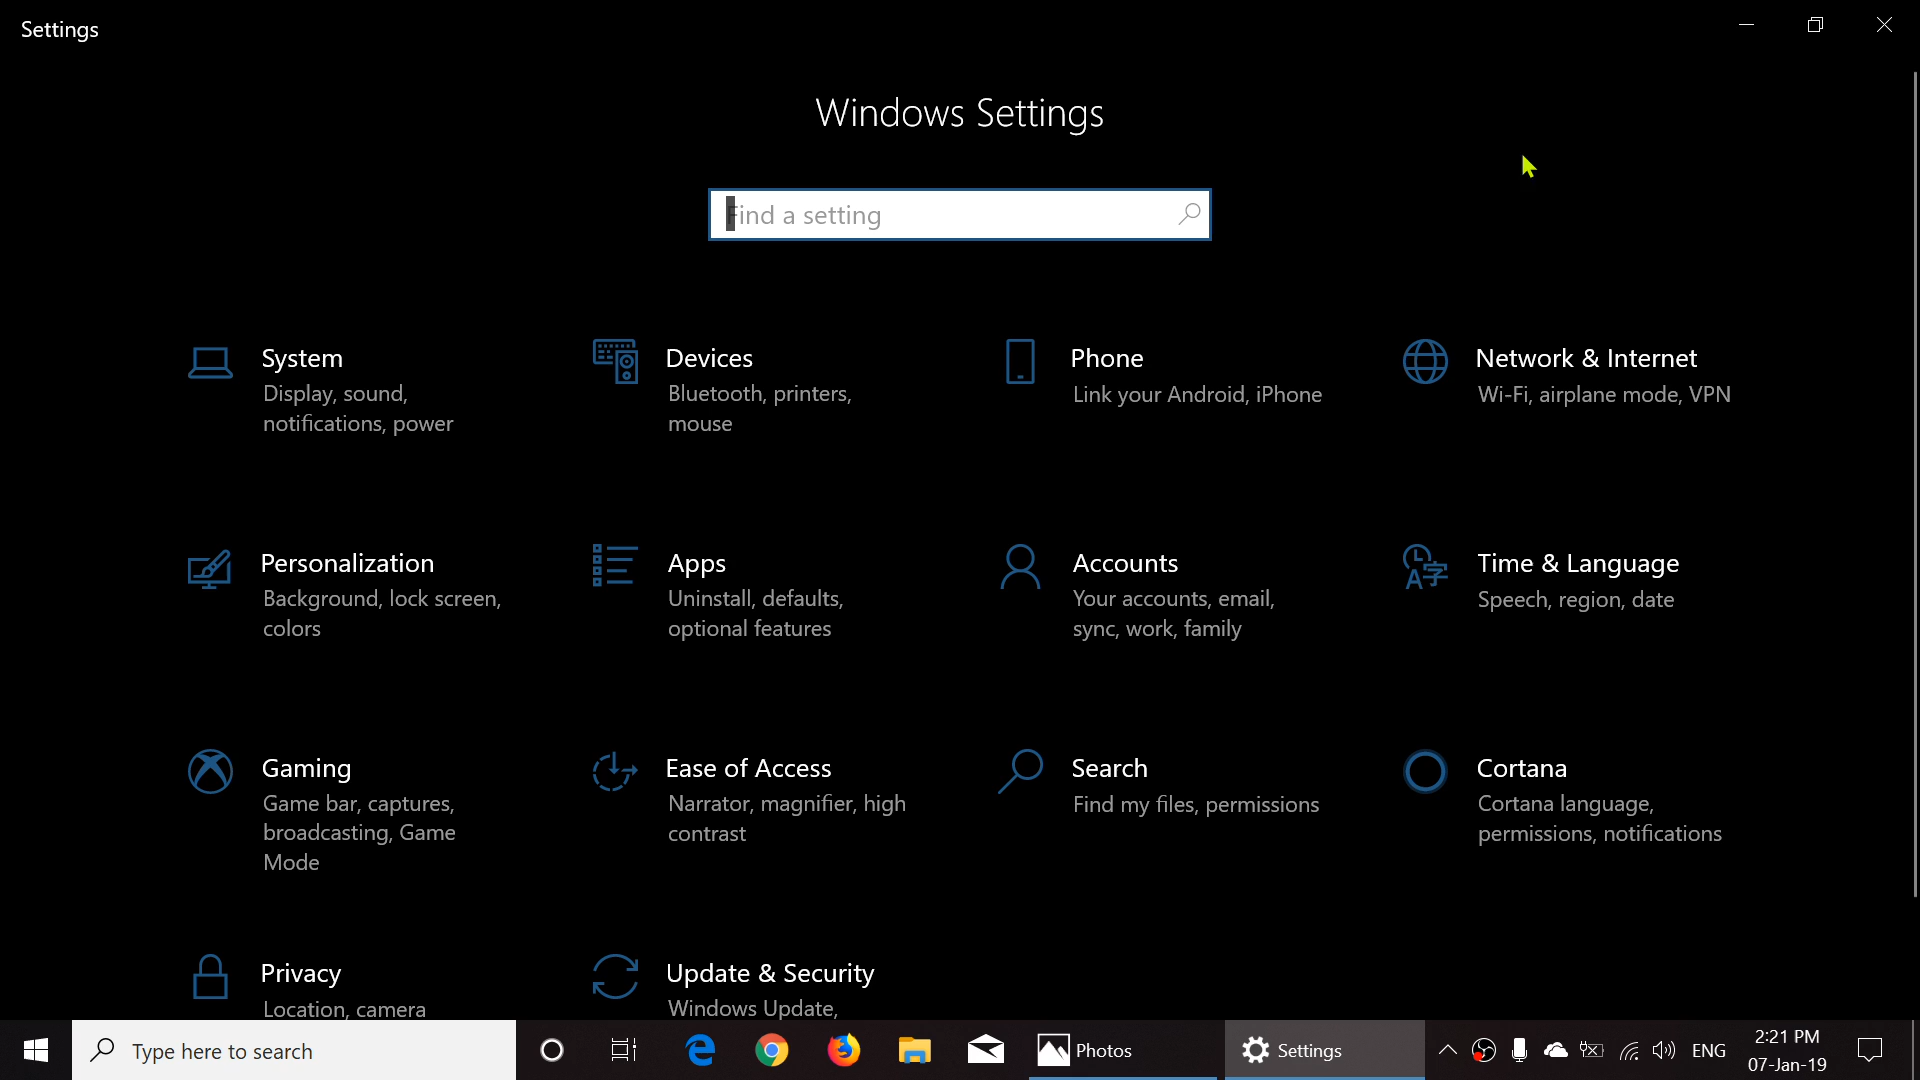 Settings
Windows Settings
Find a setting
System
Display, sound,
notifications, power
Devices
Bluetooth, printers,
mouse
Phone
Link your Android, iPhone
Network & Internet
Wi-Fi, airplane mode, VPN
Personalization
Background, lock screen,
colors
Apps
Uninstall, defaults,
optional features
Accounts
Your accounts, email,
sync, work, family
Time & Language
Speech, region, date
Gaming
Game bar, captures,
broadcasting, Game
Mode
Ease of Access
Narrator, magnifier, high
contrast
Search
Find my files, permissions
Cortana
Cortana language,
permissions, notifications
Privacy
Location, camera
Update & Security
Windows Update,
Type here to search
Photos
Settings
ENG
2:21 PM
07-Jan-19